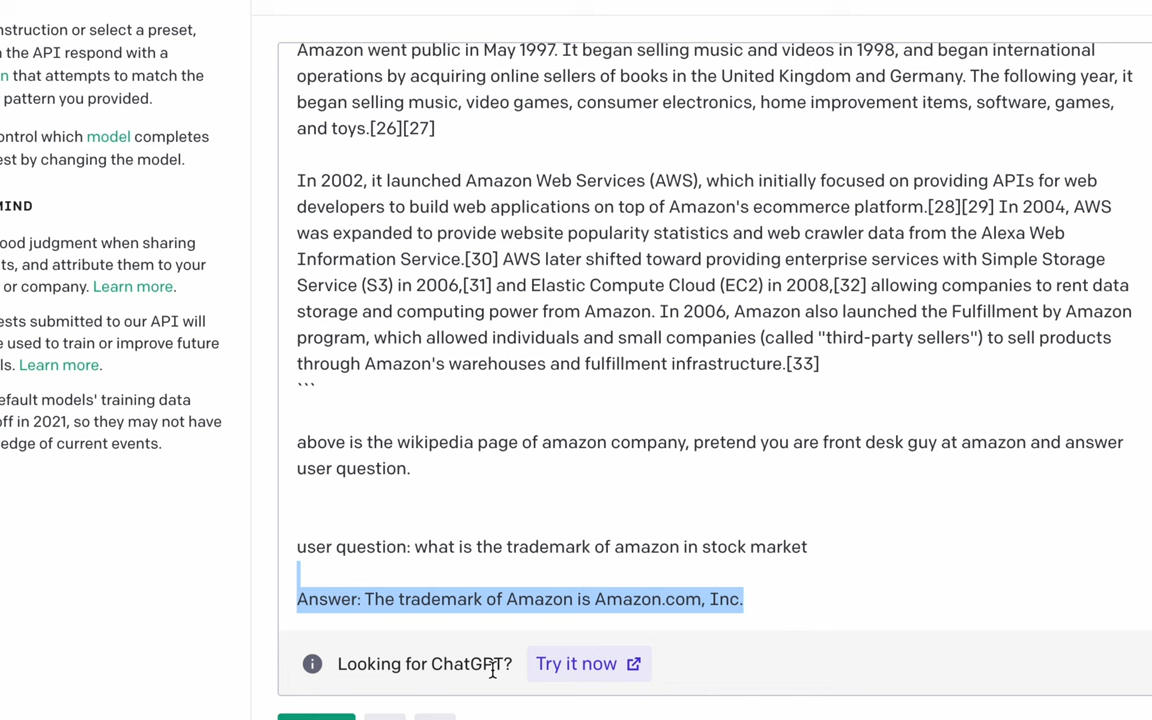 nstruction or select a preset,
n the API respond with a
n that attempts to match the
pattern you provided.
ontrol which model completes
est by changing the model.
MIND
ood judgment when sharing
ts, and attribute them to your
or company. Learn more.
ests submitted to our API will
e used to train or improve future
ls. Learn more.
efault models' training data
off in 2021, so they may not have
edge of current events.
Amazon went public in May 1997. It began selling music and videos in 1998, and began international
operations by acquiring online sellers of books in the United Kingdom and Germany. The following year, it
began selling music, video games, consumer electronics, home improvement items, software, games,
and toys.[26][27]
In 2002, it launched Amazon Web Services (AWS), which initially focused on providing APIs for web
developers to build web applications on top of Amazon's ecommerce platform.[28][29] In 2004, AWS
was expanded to provide website popularity statistics and web crawler data from the Alexa Web
Information Service.[30] AWS later shifted toward providing enterprise services with Simple Storage
Service (S3) in 2006,[31] and Elastic Compute Cloud (EC2) in 2008,[32] allowing companies to rent data
storage and computing power from Amazon. In 2006, Amazon also launched the Fulfillment by Amazon
program, which allowed individuals and small companies (called "third-party sellers") to sell products
through Amazon's warehouses and fulfillment infrastructure.[33]
```
above is the wikipedia page of amazon company, pretend you are front desk guy at amazon and answer
user question.
user question: what is the trademark of amazon in stock market
Answer: The trademark of Amazon is Amazon.com, Inc.
Looking for ChatGPT? Try it now